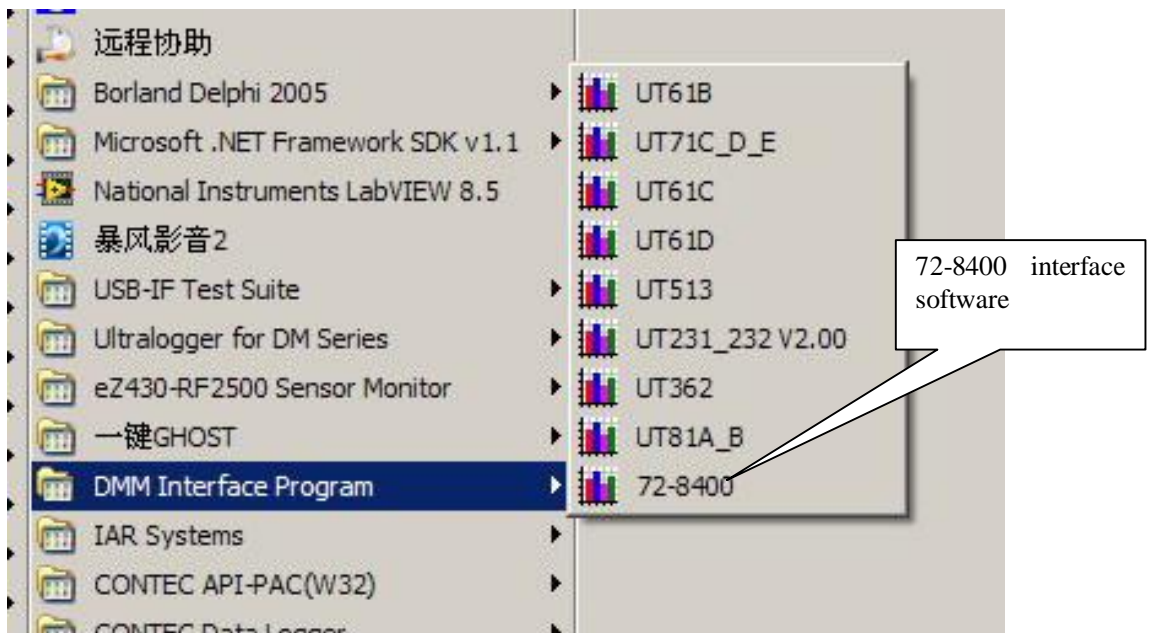 远程协助
Borland Delphi 2005
Microsoft .NET Framework SDK v1.1
National Instruments LabVIEW 8.5
暴风影音2
USB-IF Test Suite
Ultralogger for DM Series
eZ430-RF2500 Sensor Monitor
一键GHOST
DMM Interface Program
IAR Systems
CONTEC API-PAC(W32)
CONTEC Data Logger
UT61B
UT71C_D_E
UT61C
UT61D
UT513
UT231_232 V2.00
UT362
UT81A_B
72-8400
72-8400 interface
software